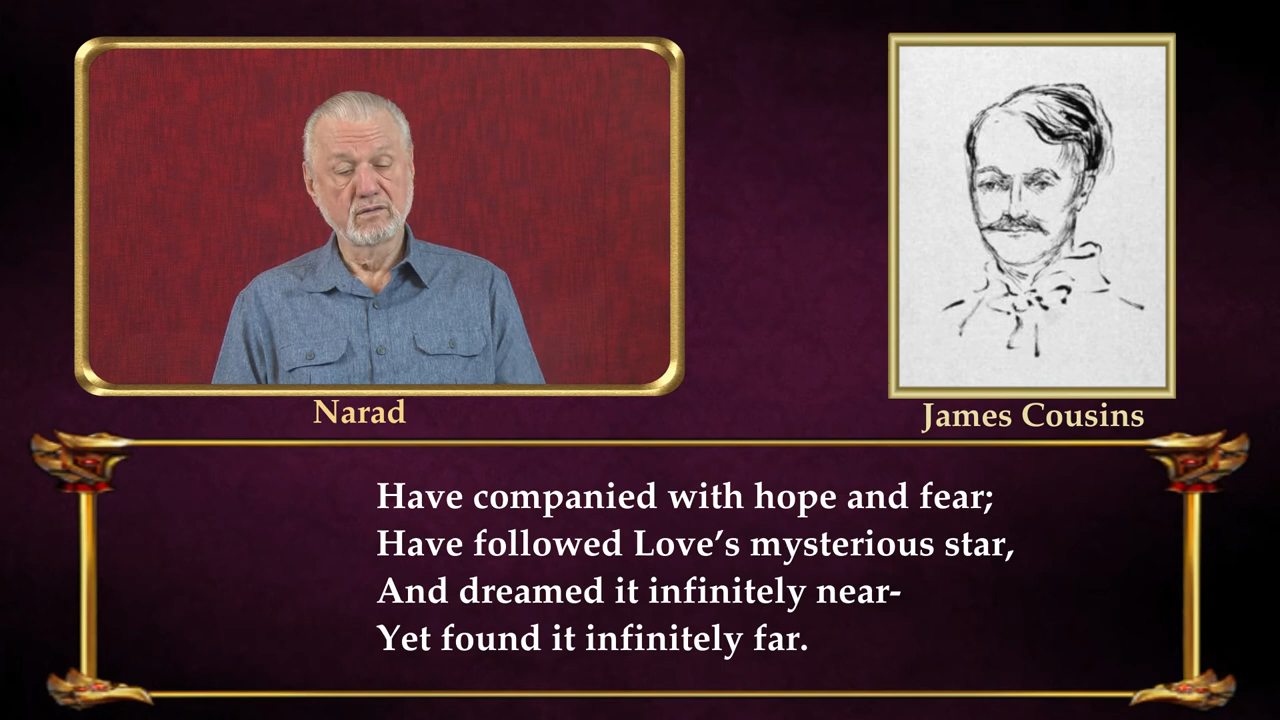 Narad
James Cousins
Have companied with hope and fear;
Have followed Love’s mysterious star,
And dreamed it infinitely near-
Yet found it infinitely far.